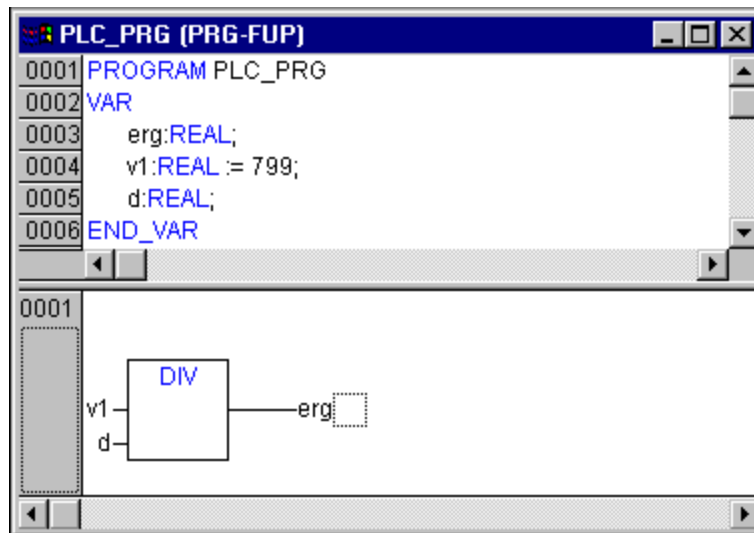 PLC_PRG (PRG-FUP)
0001 PROGRAM PLC_PRG
0002 VAR
0003 erg:REAL;
0004 v1:REAL := 799;
0005 d:REAL;
0006 END_VAR
0001
DIV
v1 erg
d